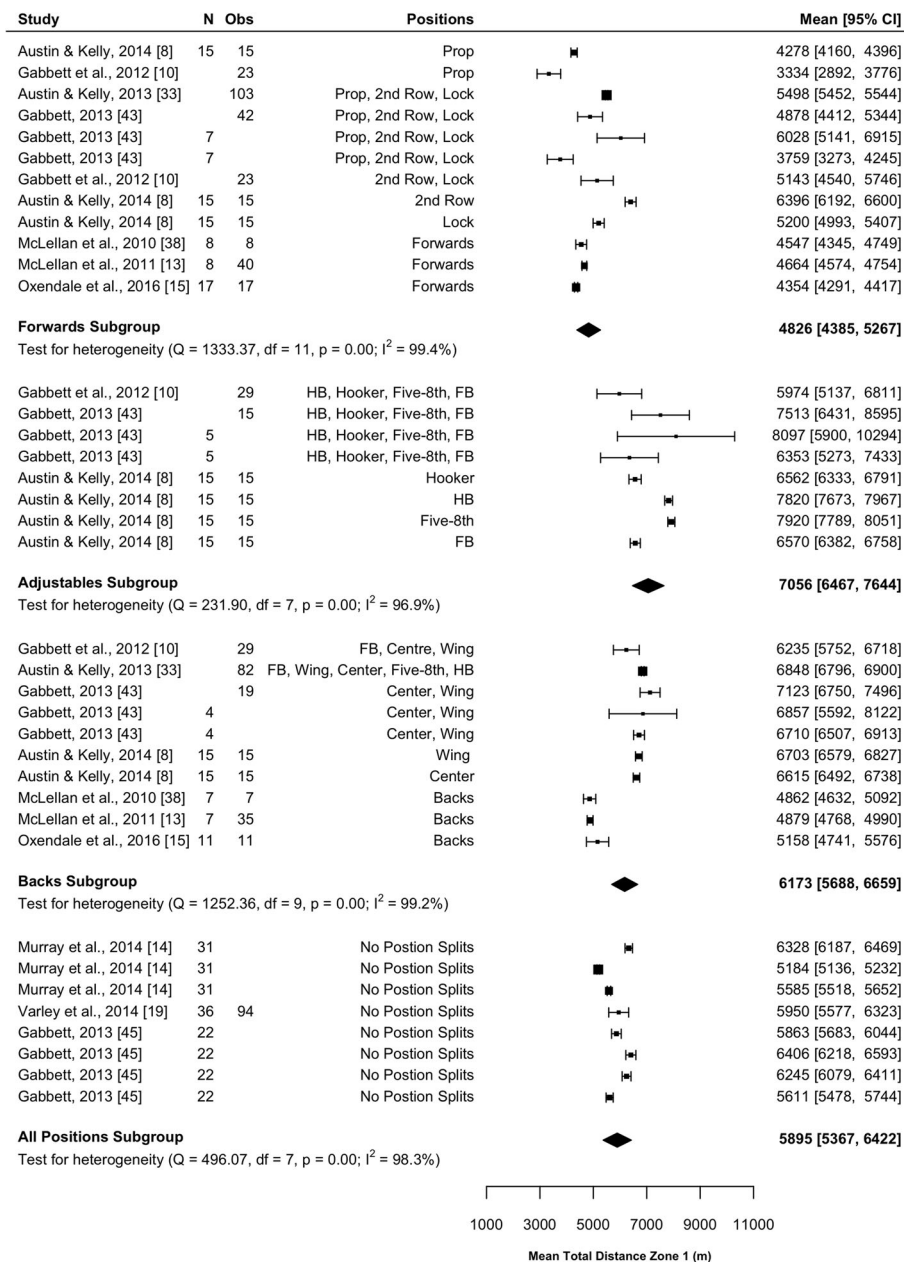 Study N Obs Positions Mean [95% CI]
Austin & Kelly, 2014 [8] 15 15 Prop 4278 [4160, 4396]
Gabbett et al., 2012 [10] 23 Prop 3334 [2892, 3776]
Austin & Kelly, 2013 [33] 103 Prop, 2nd Row, Lock 5498 [5452, 5544]
Gabbett, 2013 [43] 42 Prop, 2nd Row, Lock 4878 [4412, 5344]
Gabbett, 2013 [43] 7 Prop, 2nd Row, Lock 6028 [5141, 6915]
Gabbett, 2013 [43] 7 Prop, 2nd Row, Lock 3759 [3273, 4245]
Gabbett et al., 2012 [10] 23 2nd Row, Lock 5143 [4540, 5746]
Austin & Kelly, 2014 [8] 15 15 2nd Row 6396 [6192, 6600]
Austin & Kelly, 2014 [8] 15 15 Lock 5200 [4993, 5407]
McLellan et al., 2010 [38] 8 8 Forwards 4547 [4345, 4749]
McLellan et al., 2011 [13] 8 40 Forwards 4664 [4574, 4754]
Oxendale et al., 2016 [15] 17 17 Forwards 4354 [4291, 4417]
Forwards Subgroup 4826 [4385, 5267]
Test for heterogeneity (Q = 1333.37, df = 11, p = 0.00; I² = 99.4%)
Gabbett et al., 2012 [10] 29 HB, Hooker, Five-8th, FB 5974 [5137, 6811]
Gabbett, 2013 [43] 15 HB, Hooker, Five-8th, FB 7513 [6431, 8595]
Gabbett, 2013 [43] 5 HB, Hooker, Five-8th, FB 8097 [5900, 10294]
Gabbett, 2013 [43] 5 HB, Hooker, Five-8th, FB 6353 [5273, 7433]
Austin & Kelly, 2014 [8] 15 15 Hooker 6562 [6333, 6791]
Austin & Kelly, 2014 [8] 15 15 HB 7820 [7673, 7967]
Austin & Kelly, 2014 [8] 15 15 Five-8th 7920 [7789, 8051]
Austin & Kelly, 2014 [8] 15 15 FB 6570 [6382, 6758]
Adjustables Subgroup 7056 [6467, 7644]
Test for heterogeneity (Q = 231.90, df = 7, p = 0.00; I² = 96.9%)
Gabbett et al., 2012 [10] 29 FB, Centre, Wing 6235 [5752, 6718]
Austin & Kelly, 2013 [33] 82 FB, Wing, Center, Five-8th, HB 6848 [6796, 6900]
Gabbett, 2013 [43] 19 Center, Wing 7123 [6750, 7496]
Gabbett, 2013 [43] 4 Center, Wing 6857 [5592, 8122]
Gabbett, 2013 [43] 4 Center, Wing 6710 [6507, 6913]
Austin & Kelly, 2014 [8] 15 15 Wing 6703 [6579, 6827]
Austin & Kelly, 2014 [8] 15 15 Center 6615 [6492, 6738]
McLellan et al., 2010 [38] 7 7 Backs 4862 [4632, 5092]
McLellan et al., 2011 [13] 7 35 Backs 4879 [4768, 4990]
Oxendale et al., 2016 [15] 11 11 Backs 5158 [4741, 5576]
Backs Subgroup 6173 [5688, 6659]
Test for heterogeneity (Q = 1252.36, df = 9, p = 0.00; I² = 99.2%)
Murray et al., 2014 [14] 31 No Postion Splits 6328 [6187, 6469]
Murray et al., 2014 [14] 31 No Postion Splits 5184 [5136, 5232]
Murray et al., 2014 [14] 31 No Postion Splits 5585 [5518, 5652]
Varley et al., 2014 [19] 36 94 No Postion Splits 5950 [5577, 6323]
Gabbett, 2013 [45] 22 No Postion Splits 5863 [5683, 6044]
Gabbett, 2013 [45] 22 No Postion Splits 6406 [6218, 6593]
Gabbett, 2013 [45] 22 No Postion Splits 6245 [6079, 6411]
Gabbett, 2013 [45] 22 No Postion Splits 5611 [5478, 5744]
All Positions Subgroup 5895 [5367, 6422]
Test for heterogeneity (Q = 496.07, df = 7, p = 0.00; I² = 98.3%)
1000 3000 5000 7000 9000 11000
Mean Total Distance Zone 1 (m)